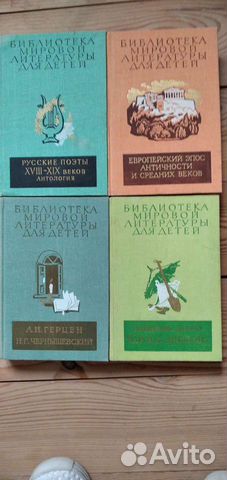 БИБЛИОТЕКА
МИРОВОЙ
ЛИТЕРАТУРЫ
ДЛЯ ДЕТЕЙ
РУССКИЕ ПОЭТЫ
XVIII–XIX ВЕКОВ
АНТОЛОГИЯ
БИБЛИОТЕКА
МИРОВОЙ
ЛИТЕРАТУРЫ
ДЛЯ ДЕТЕЙ
ЕВРОПЕЙСКИЙ ЭПОС
АНТИЧНОСТИ
И СРЕДНИХ ВЕКОВ
БИБЛИОТЕКА
МИРОВОЙ
ЛИТЕРАТУРЫ
ДЛЯ ДЕТЕЙ
А.И. ГЕРЦЕН
Н.Г. ЧЕРНЫШЕВСКИЙ
БИБЛИОТЕКА
МИРОВОЙ
ЛИТЕРАТУРЫ
ДЛЯ ДЕТЕЙ
Avito